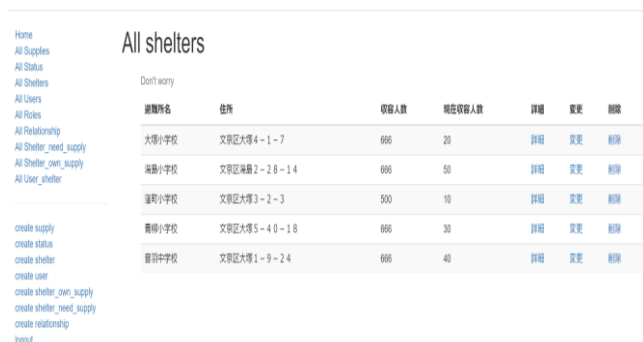 Home
All Supplies
All Status
All Shelters
All Users
All Roles
All Relationship
All Shelter_need_supply
All Shelter_own_supply
All User_shelter
create supply
create status
create shelter
create user
create shelter_own_supply
create shelter_need_supply
create relationship
logout
All shelters
Don't worry
避難所名 住所 収容人数 現在収容人数 詳細 変更 削除
大塚小学校 文京区大塚4－1－7 666 20 詳細 変更 削除
湯島小学校 文京区湯島2－28－14 666 50 詳細 変更 削除
窪町小学校 文京区大塚3－2－3 500 10 詳細 変更 削除
青柳小学校 文京区大塚5－40－18 666 30 詳細 変更 削除
音羽中学校 文京区大塚1－9－24 666 40 詳細 変更 削除